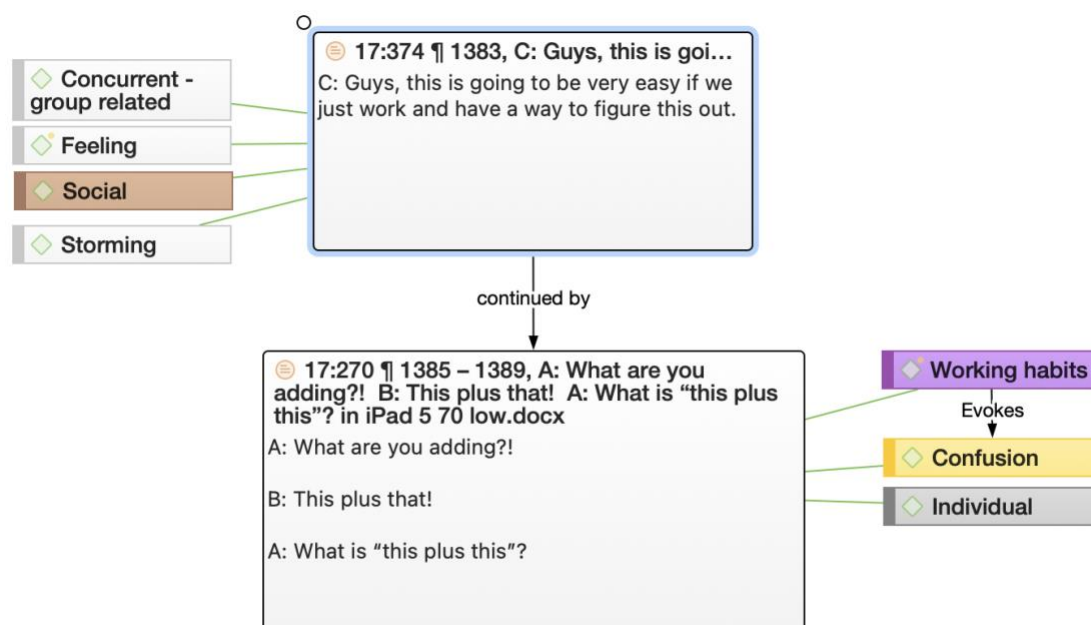 17:374 ¶ 1383, C: Guys, this is goi...
C: Guys, this is going to be very easy if we
just work and have a way to figure this out.
Concurrent -
group related
Feeling
Social
Storming
continued by
17:270 ¶ 1385 – 1389, A: What are you
adding?!  B: This plus that!  A: What is “this plus
this”? in iPad 5 70 low.docx
A: What are you adding?!
B: This plus that!
A: What is “this plus this”?
Working habits
Evokes
Confusion
Individual